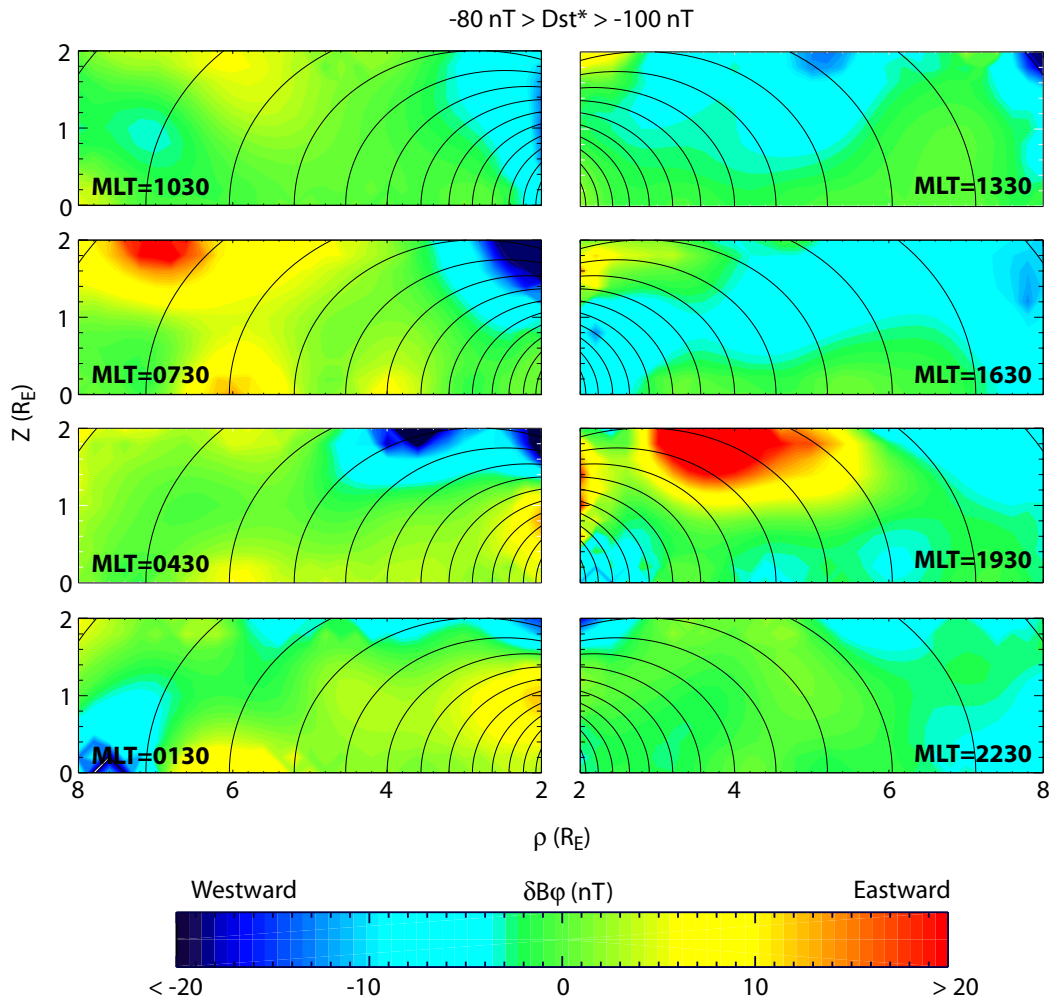 -80 nT > Dst* > -100 nT
2
1
0
MLT=1030
MLT=1330
2
1
0
MLT=0730
MLT=1630
Z (R_E)
2
1
0
MLT=0430
MLT=1930
2
1
0
MLT=0130
MLT=2230
8 6 4 2 2 4 6 8
ρ (R_E)
Westward δBφ (nT) Eastward
< -20 -10 0 10 > 20